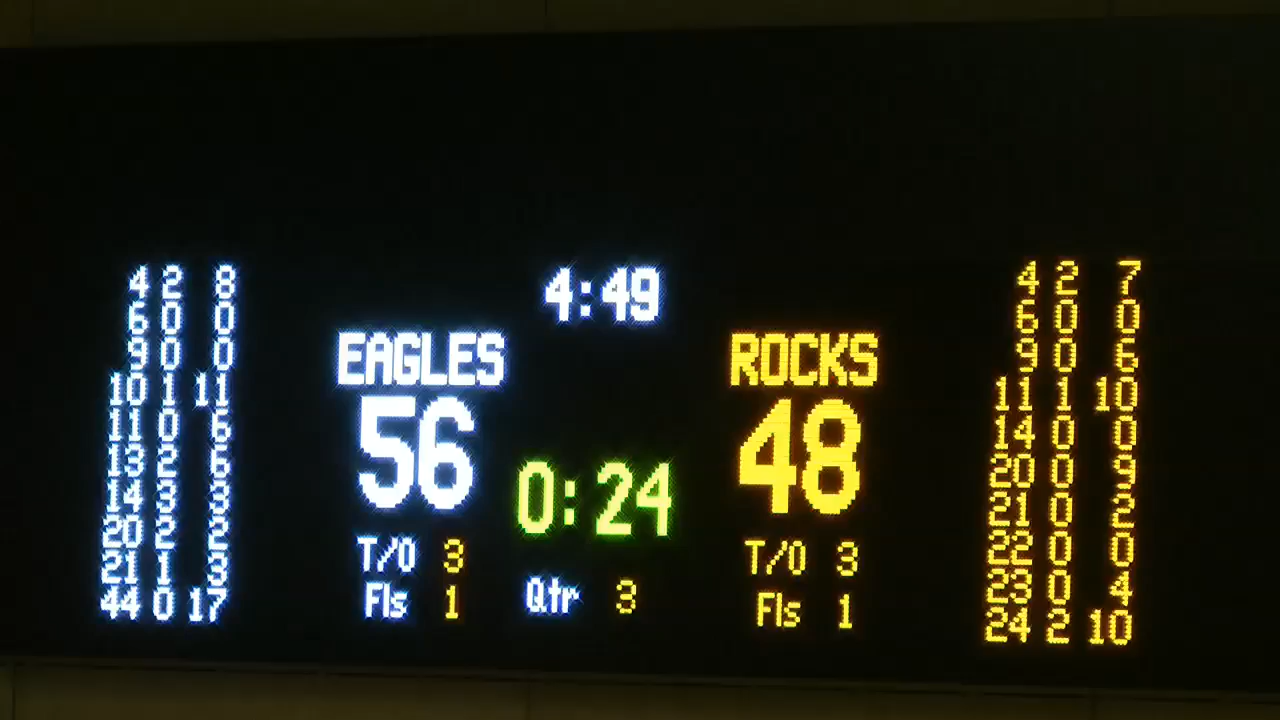 4 2 8
6 0 0
9 0 0
10 1 11
11 0 6
13 2 6
14 3 3
20 2 2
21 1 3
44 0 17
4:49
EAGLES
56
0:24
T/O 3
Fls 1
Qtr 3
ROCKS
48
T/O 3
Fls 1
4 2 7
6 0 0
9 0 6
11 1 10
14 0 0
20 0 9
21 0 2
22 0 0
23 0 4
24 2 10